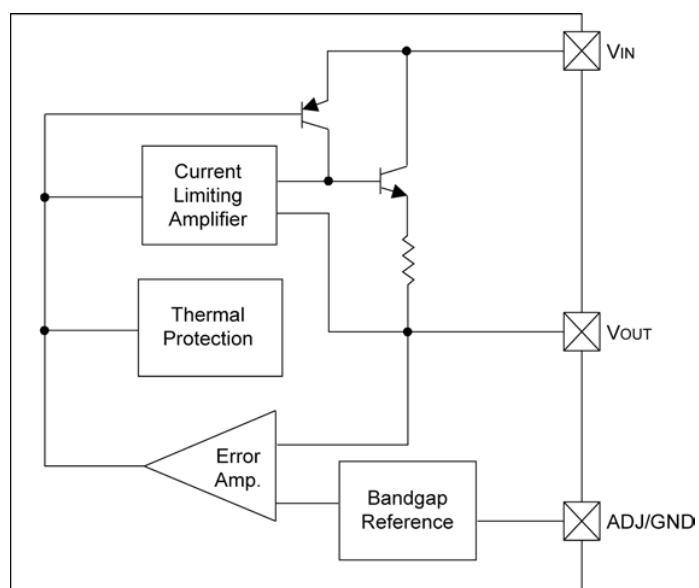 VIN
Current
Limiting
Amplifier
Thermal
Protection
VOUT
Error
Amp.
Bandgap
Reference
ADJ/GND